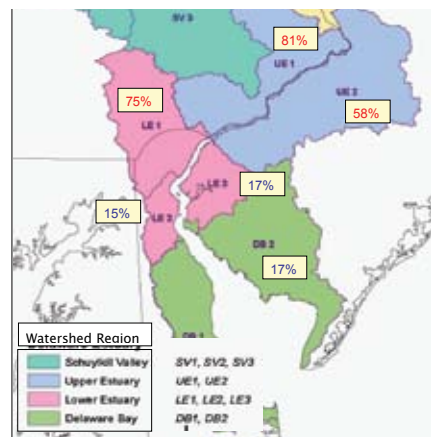 SV 3
81%
UE 1
75%
UE 2
LE 1
58%
LE 3
17%
15%
LE 2
DB 2
17%
DB 1
Watershed Region
Schuylkill Valley SV1, SV2, SV3
Upper Estuary UE1, UE2
Lower Estuary LE1, LE2, LE3
Delaware Bay DB1, DB2